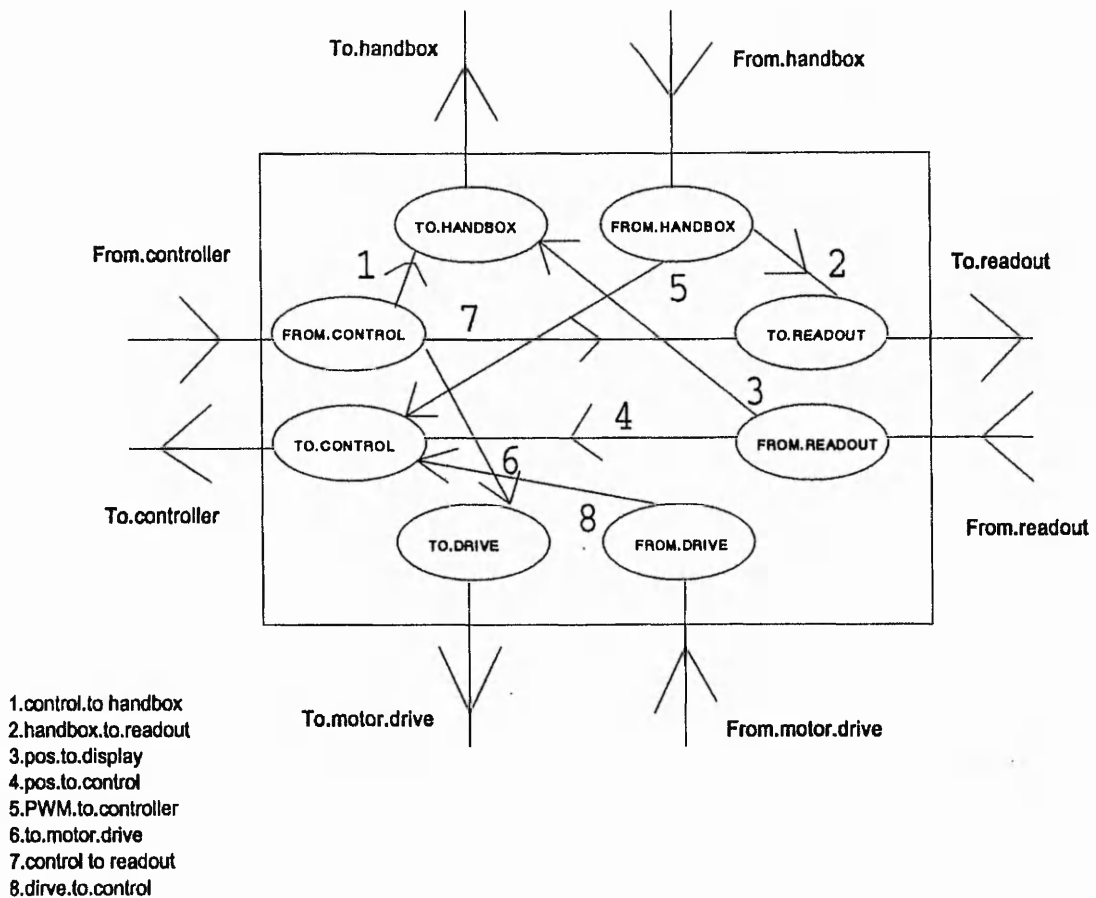 To.handbox
From.handbox
TO.HANDBOX
FROM.HANDBOX
From.controller
1
2
To.readout
5
7
FROM.CONTROL
TO.READOUT
3
4
TO.CONTROL
FROM.READOUT
6
To.controller
8
From.readout
TO.DRIVE
FROM.DRIVE
To.motor.drive
From.motor.drive
1.control.to handbox
2.handbox.to.readout
3.pos.to.display
4.pos.to.control
5.PWM.to.controller
6.to.motor.drive
7.control to readout
8.dirve.to.control